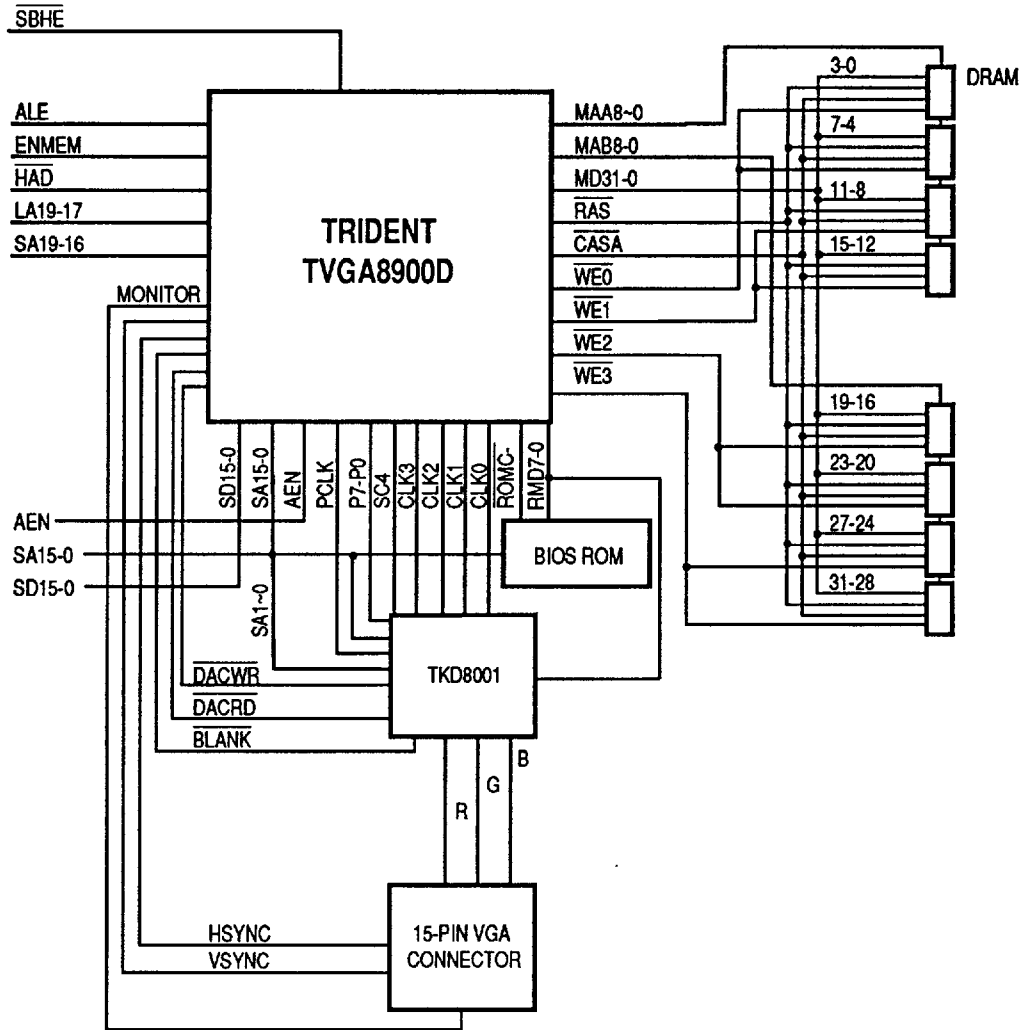 SBHE
ALE
ENMEM
HAD
LA19-17
SA19-16
MONITOR
TRIDENT
TVGA8900D
MAA8~0
MAB8-0
MD31-0
RAS
CASA
WE0
WE1
WE2
WE3
3-0
DRAM
7-4
11-8
15-12
19-16
23-20
27-24
31-28
SD15-0
SA15-0
AEN
PCLK
P7-P0
SC4
CLK3
CLK2
CLK1
CLK0
ROMC-
RMD7-0
AEN
SA15-0
SD15-0
BIOS ROM
SA1~0
DACWR
DACRD
BLANK
TKD8001
R
G
B
HSYNC
VSYNC
15-PIN VGA
CONNECTOR